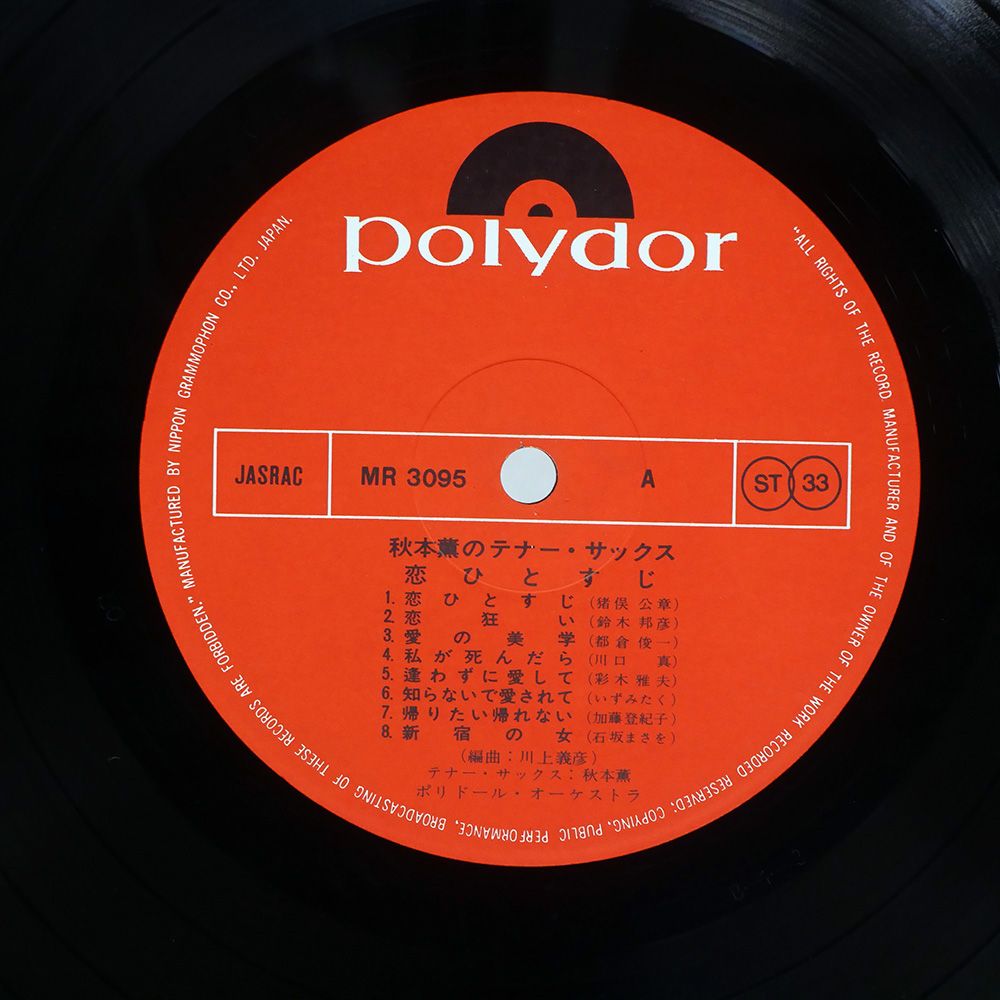 polydor
JASRAC
MR 3095
A
ST 33
秋本薫のテナー・サックス
恋ひとすじ
1. 恋ひとすじ (猪俣公章)
2. 恋狂い (鈴木邦彦)
3. 愛の美学 (都倉俊一)
4. 私が死んだら (川口真)
5. 逢わずに愛して (彩木雅夫)
6. 知らないで愛されて (いずみたく)
7. 帰りたい帰れない (加藤登紀子)
8. 新宿の女 (石坂まさを)
(編曲：川上義彦)
テナー・サックス：秋本薫
ポリドール・オーケストラ
"ALL RIGHTS OF THE RECORD MANUFACTURER AND OF THE OWNER OF THE WORK RECORDED RESERVED; COPYING, PUBLIC PERFORMANCE, BROADCASTING OF THESE RECORDS ARE FORBIDDEN." MANUFACTURED BY NIPPON GRAMMOPHON CO., LTD. JAPAN.